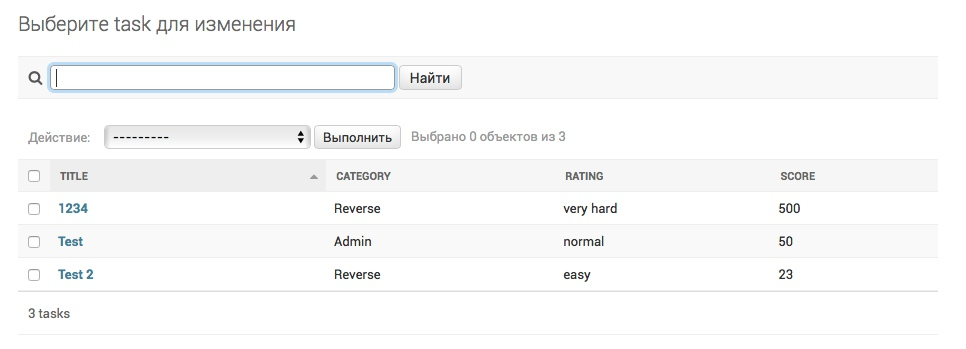 Выберите task для изменения
Найти
Действие: --------- Выполнить Выбрано 0 объектов из 3
TITLE CATEGORY RATING SCORE
1234 Reverse very hard 500
Test Admin normal 50
Test 2 Reverse easy 23
3 tasks